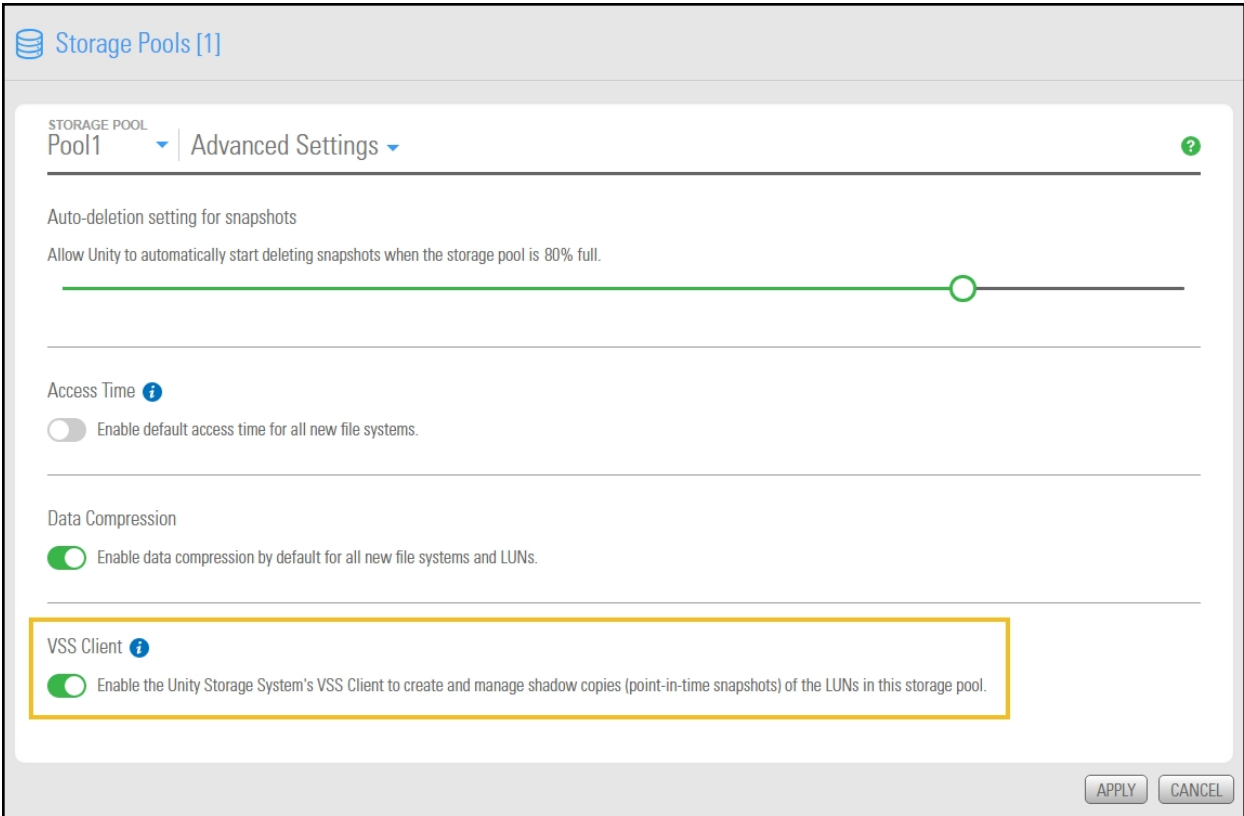 Storage Pools [1]
STORAGE POOL
Pool1
Advanced Settings
?
Auto-deletion setting for snapshots
Allow Unity to automatically start deleting snapshots when the storage pool is 80% full.
Access Time i
Enable default access time for all new file systems.
Data Compression
Enable data compression by default for all new file systems and LUNs.
VSS Client i
Enable the Unity Storage System's VSS Client to create and manage shadow copies (point-in-time snapshots) of the LUNs in this storage pool.
APPLY CANCEL